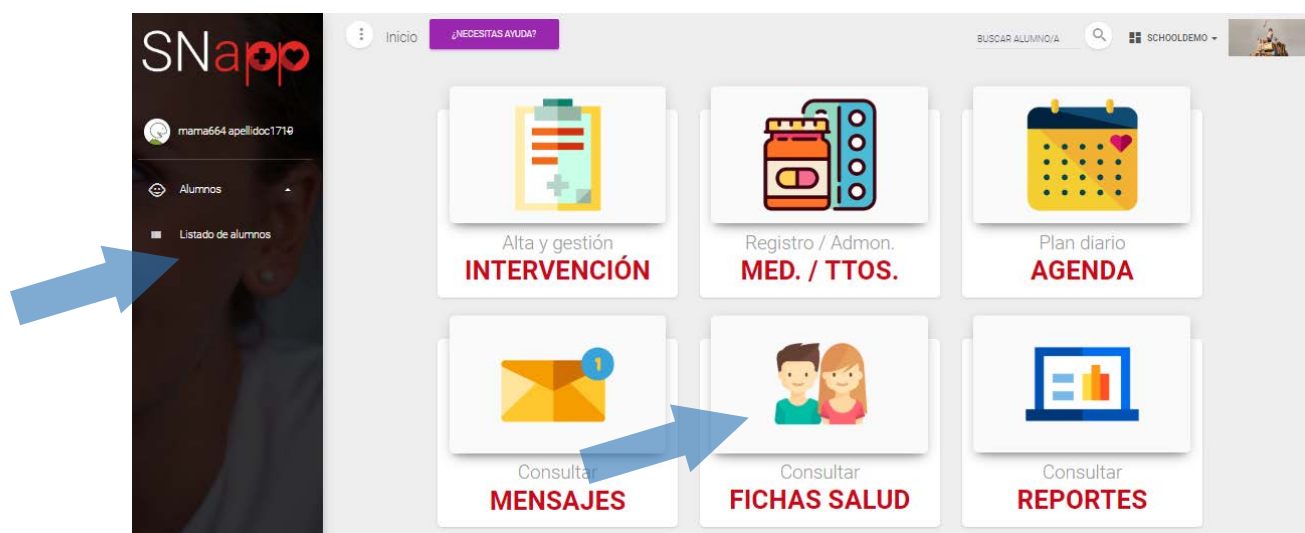 SNapp
mama664 apellidoc1710
Alumnos
Listado de alumnos
Inicio
¿NECESITAS AYUDA?
BUSCAR ALUMNO/A
SCHOOLDEMO
Alta y gestión
INTERVENCIÓN
Registro / Admon.
MED. / TTOS.
Plan diario
AGENDA
1
Consultar
MENSAJES
Consultar
FICHAS SALUD
Consultar
REPORTES